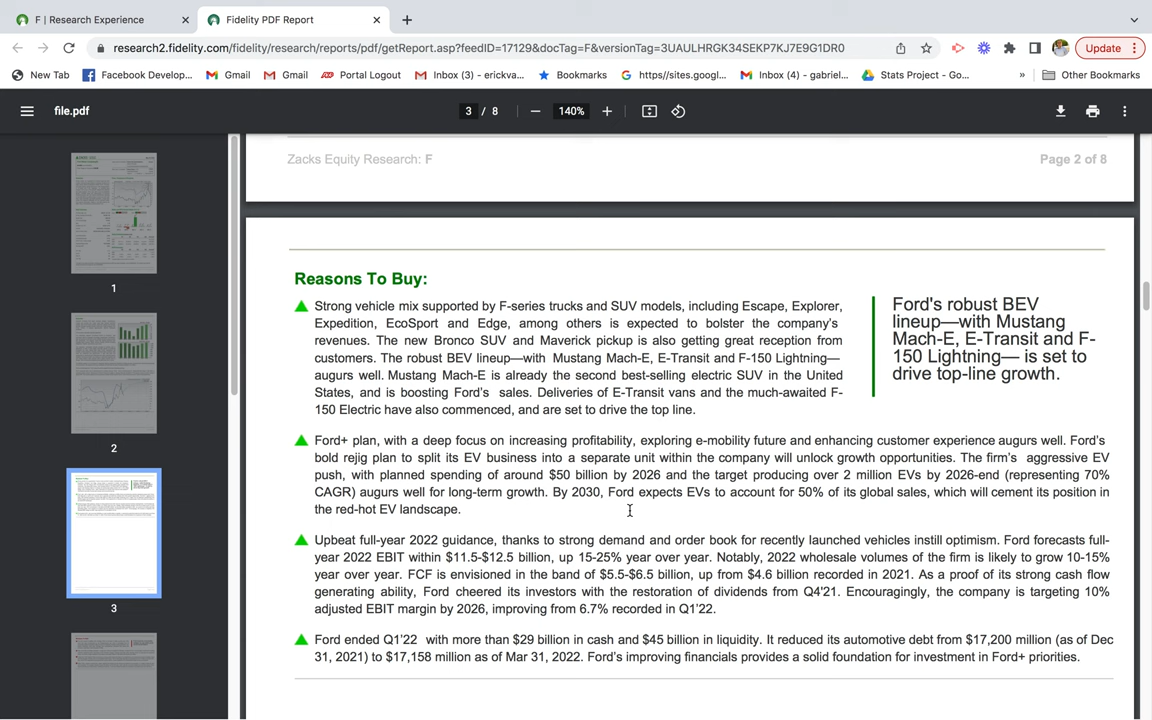 F | Research Experience
Fidelity PDF Report
research2.fidelity.com/fidelity/research/reports/pdf/getReport.asp?feedID=17129&docTag=F&versionTag=3UAULHRGK34SEKP7KJ7E9G1DR0
Update
New Tab
Facebook Develop...
Gmail
Gmail
Portal Logout
Inbox (3) - erickva...
Bookmarks
https//sites.googl...
Inbox (4) - gabriel...
Stats Project - Go...
»
Other Bookmarks
file.pdf
3 / 8
140%
1
2
3
Zacks Equity Research: F
Page 2 of 8
Reasons To Buy:
Strong vehicle mix supported by F-series trucks and SUV models, including Escape, Explorer,
Expedition, EcoSport and Edge, among others is expected to bolster the company's
revenues. The new Bronco SUV and Maverick pickup is also getting great reception from
customers. The robust BEV lineup—with Mustang Mach-E, E-Transit and F-150 Lightning—
augurs well. Mustang Mach-E is already the second best-selling electric SUV in the United
States, and is boosting Ford's sales. Deliveries of E-Transit vans and the much-awaited F-
150 Electric have also commenced, and are set to drive the top line.
Ford's robust BEV
lineup—with Mustang
Mach-E, E-Transit and F-
150 Lightning— is set to
drive top-line growth.
Ford+ plan, with a deep focus on increasing profitability, exploring e-mobility future and enhancing customer experience augurs well. Ford's
bold rejig plan to split its EV business into a separate unit within the company will unlock growth opportunities. The firm's aggressive EV
push, with planned spending of around $50 billion by 2026 and the target producing over 2 million EVs by 2026-end (representing 70%
CAGR) augurs well for long-term growth. By 2030, Ford expects EVs to account for 50% of its global sales, which will cement its position in
the red-hot EV landscape.
Upbeat full-year 2022 guidance, thanks to strong demand and order book for recently launched vehicles instill optimism. Ford forecasts full-
year 2022 EBIT within $11.5-$12.5 billion, up 15-25% year over year. Notably, 2022 wholesale volumes of the firm is likely to grow 10-15%
year over year. FCF is envisioned in the band of $5.5-$6.5 billion, up from $4.6 billion recorded in 2021. As a proof of its strong cash flow
generating ability, Ford cheered its investors with the restoration of dividends from Q4'21. Encouragingly, the company is targeting 10%
adjusted EBIT margin by 2026, improving from 6.7% recorded in Q1'22.
Ford ended Q1'22 with more than $29 billion in cash and $45 billion in liquidity. It reduced its automotive debt from $17,200 million (as of Dec
31, 2021) to $17,158 million as of Mar 31, 2022. Ford's improving financials provides a solid foundation for investment in Ford+ priorities.